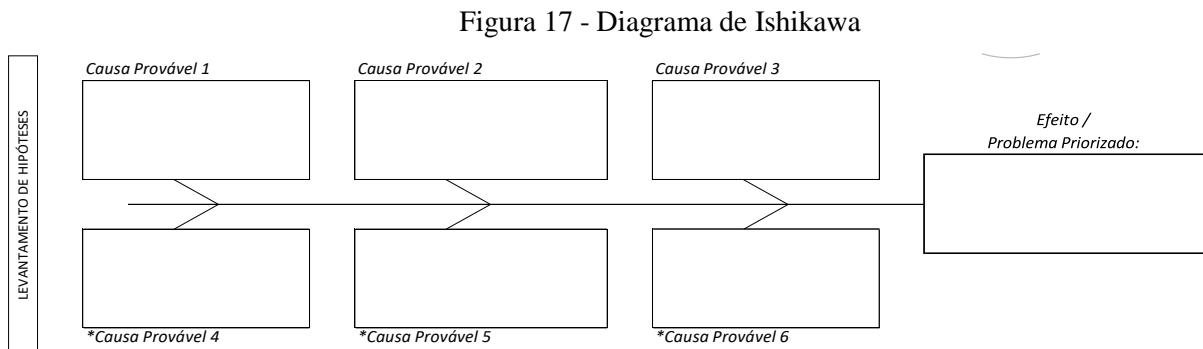 Figura 17 - Diagrama de Ishikawa
LEVANTAMENTO DE HIPÓTESES
Causa Provável 1
Causa Provável 2
Causa Provável 3
Efeito /
Problema Priorizado:
*Causa Provável 4
*Causa Provável 5
*Causa Provável 6